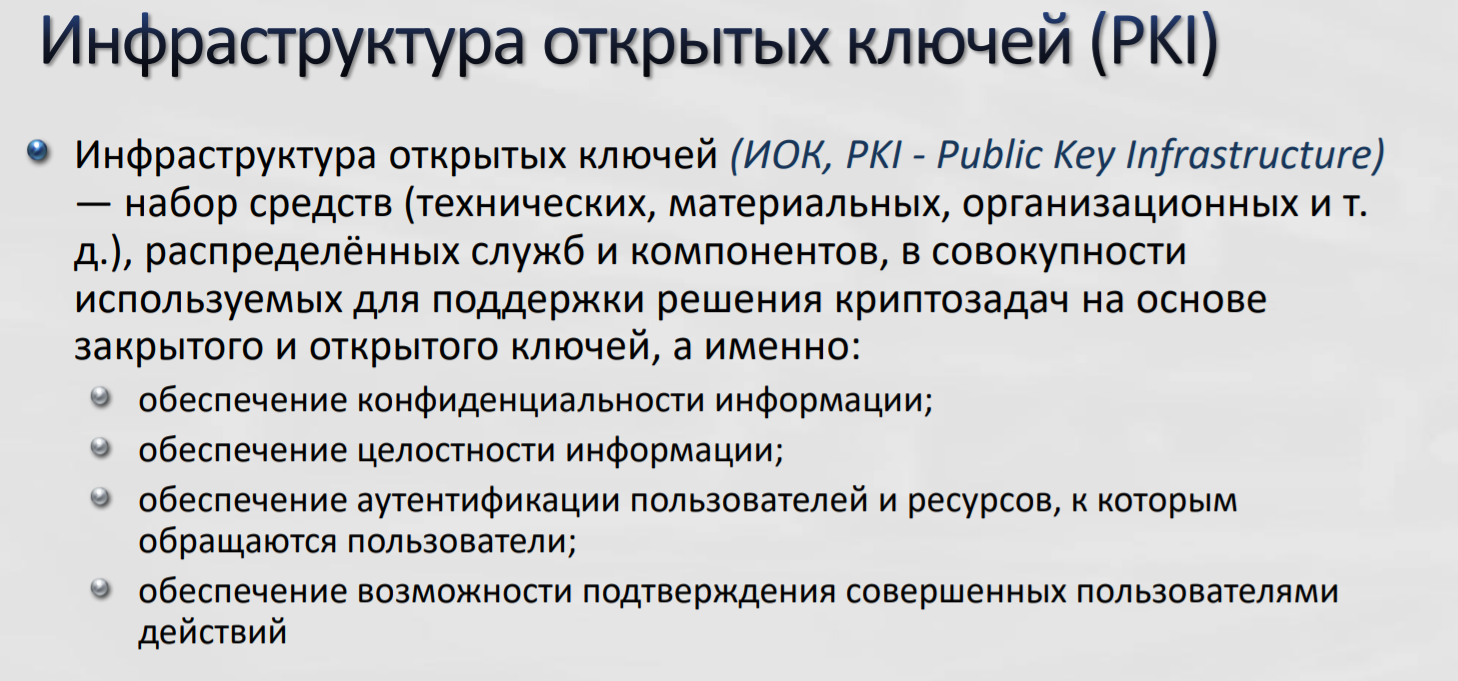 Инфраструктура открытых ключей (PKI)
Инфраструктура открытых ключей (ИОК, PKI - Public Key Infrastructure)
— набор средств (технических, материальных, организационных и т.
д.), распределённых служб и компонентов, в совокупности
используемых для поддержки решения криптозадач на основе
закрытого и открытого ключей, а именно:
обеспечение конфиденциальности информации;
обеспечение целостности информации;
обеспечение аутентификации пользователей и ресурсов, к которым
обращаются пользователи;
обеспечение возможности подтверждения совершенных пользователями
действий